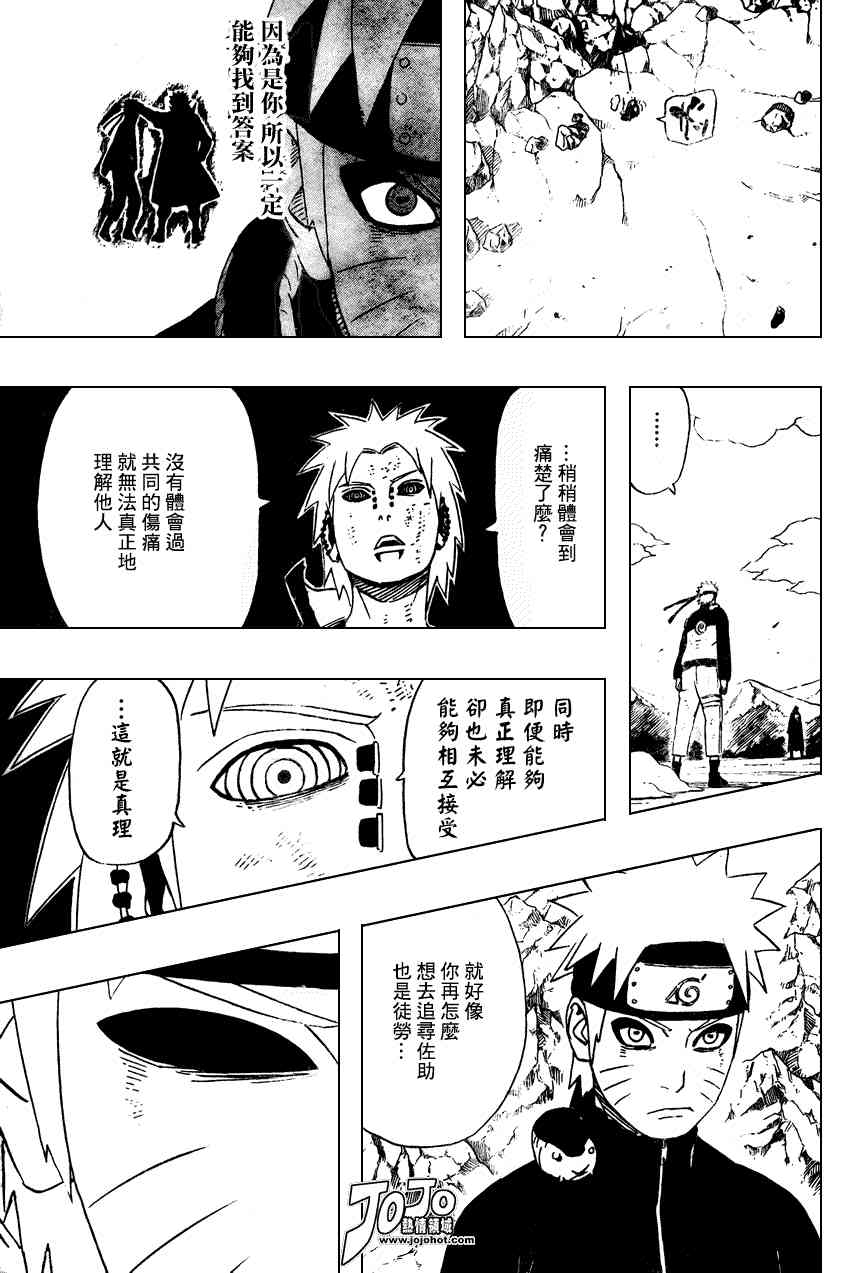 因為是你 所以一定
能夠找到答案
……
…稍稍體會到
痛楚了麼?
沒有體會過
共同的傷痛
就無法真正地
理解他人
同時
即便能夠
真正理解
卻也未必
能夠相互接受
…這就是真理
就好像
你再怎麼
想去追尋佐助
也是徒勞…
JOJO
熱情領域
www.jojohot.com